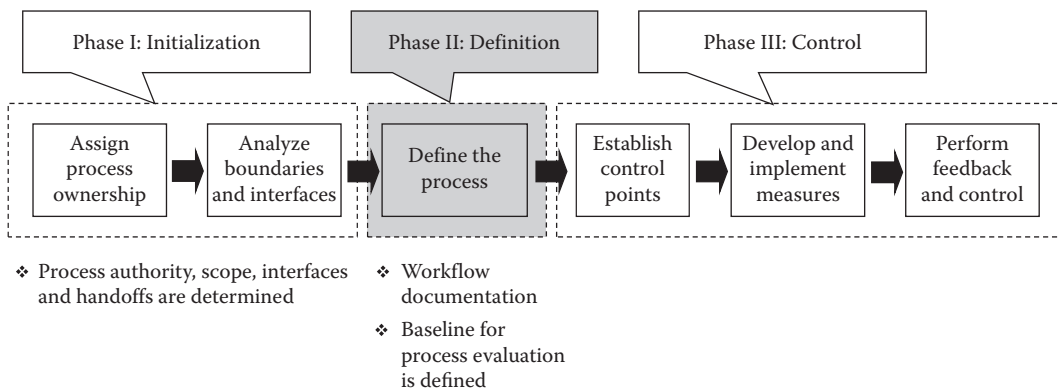 Phase I: Initialization
Phase II: Definition
Phase III: Control
Assign
process
ownership
Analyze
boundaries
and interfaces
Define the
process
Establish
control
points
Develop and
implement
measures
Perform
feedback
and control
❖ Process authority, scope, interfaces
and handoffs are determined
❖ Workflow
documentation
❖ Baseline for
process evaluation
is defined